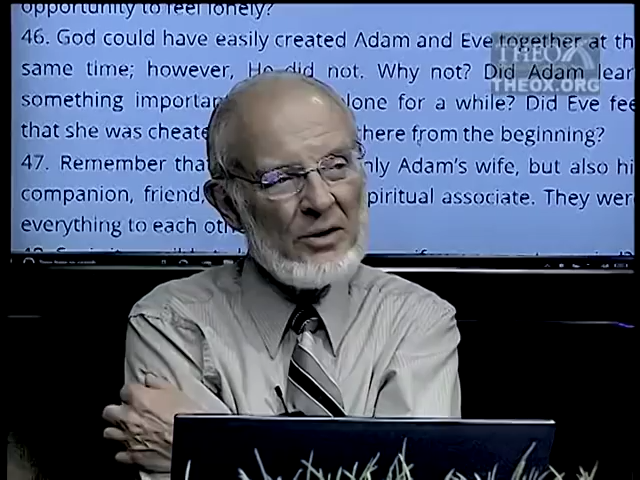 opportunity to feel lonely?
46. God could have easily created Adam and Eve together at th
same time; however, He did not. Why not? Did Adam lear
something importan lone for a while? Did Eve fee
that she was cheate there from the beginning?
47. Remember tha nly Adam's wife, but also hi
companion, friend piritual associate. They were
everything to each oth
THEOX
THEOX.ORG